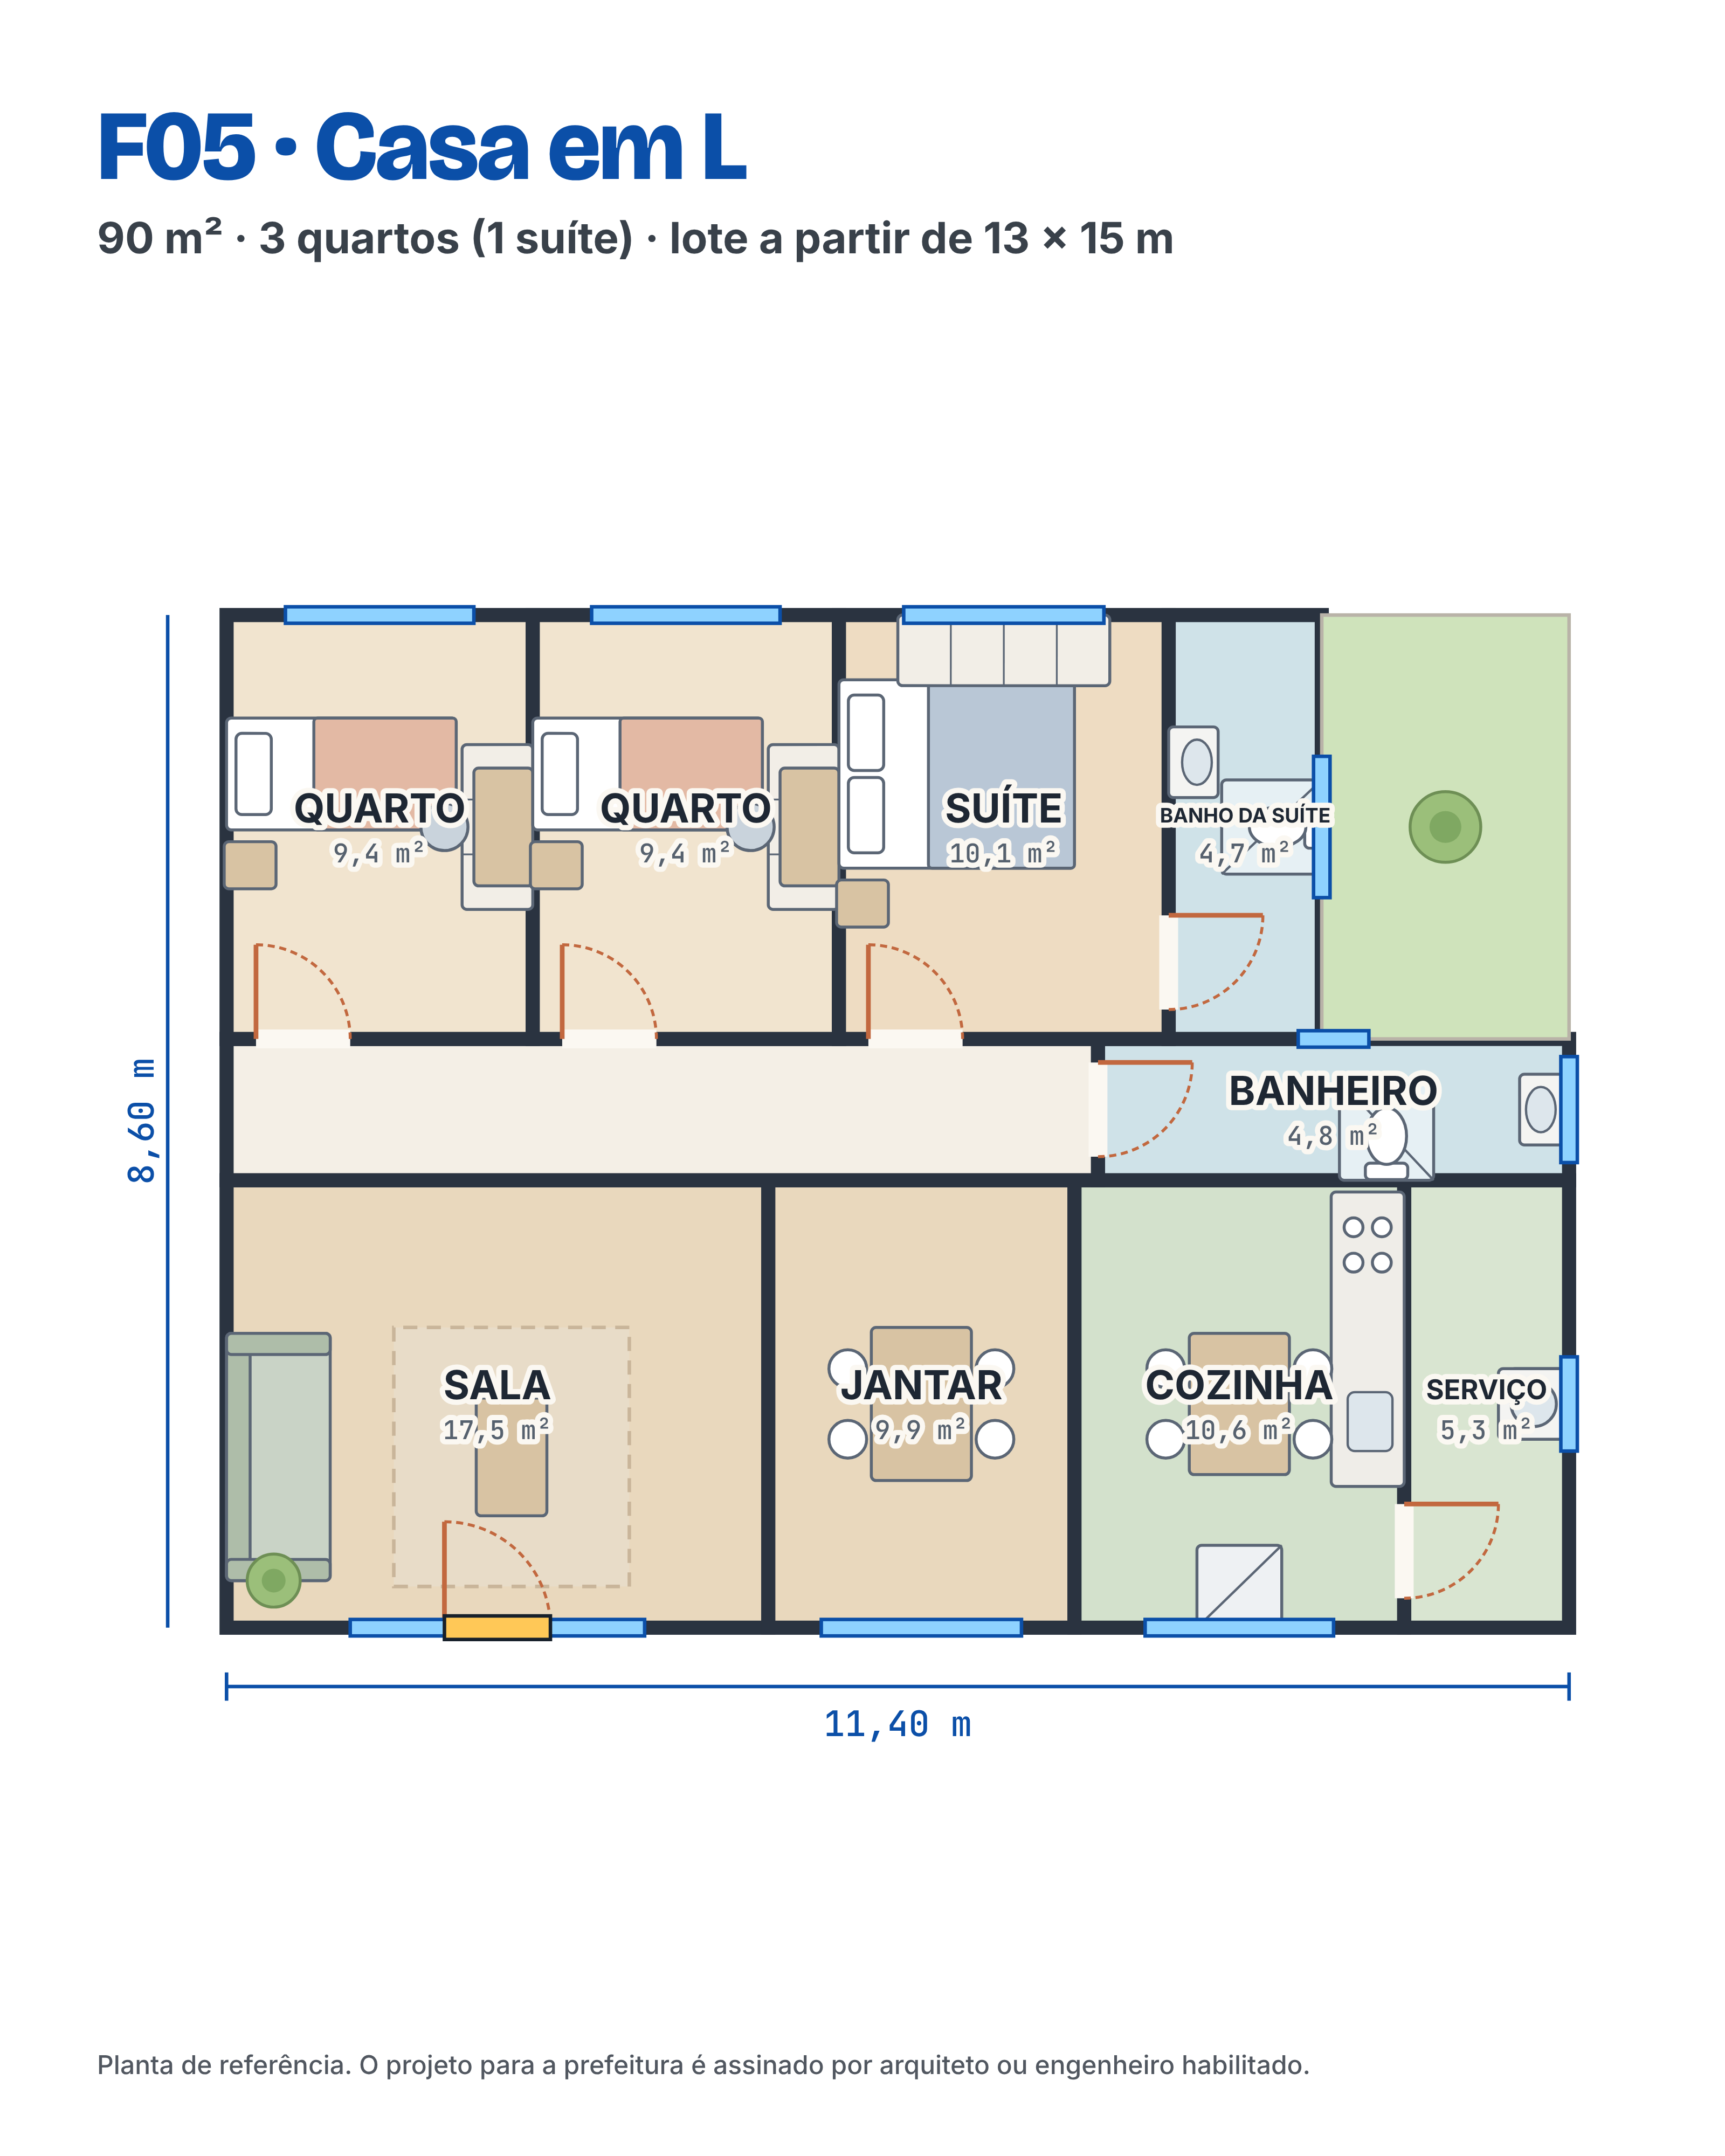 F05 · Casa em L
90 m² · 3 quartos (1 suíte) · lote a partir de 13 × 15 m
QUARTO
9,4 m²
QUARTO
9,4 m²
SUÍTE
10,1 m²
BANHO DA SUÍTE
4,7 m²
8,60 m
BANHEIRO
4,8 m²
SALA
17,5 m²
JANTAR
9,9 m²
COZINHA
10,6 m²
SERVIÇO
5,3 m²
11,40 m
Planta de referência. O projeto para a prefeitura é assinado por arquiteto ou engenheiro habilitado.